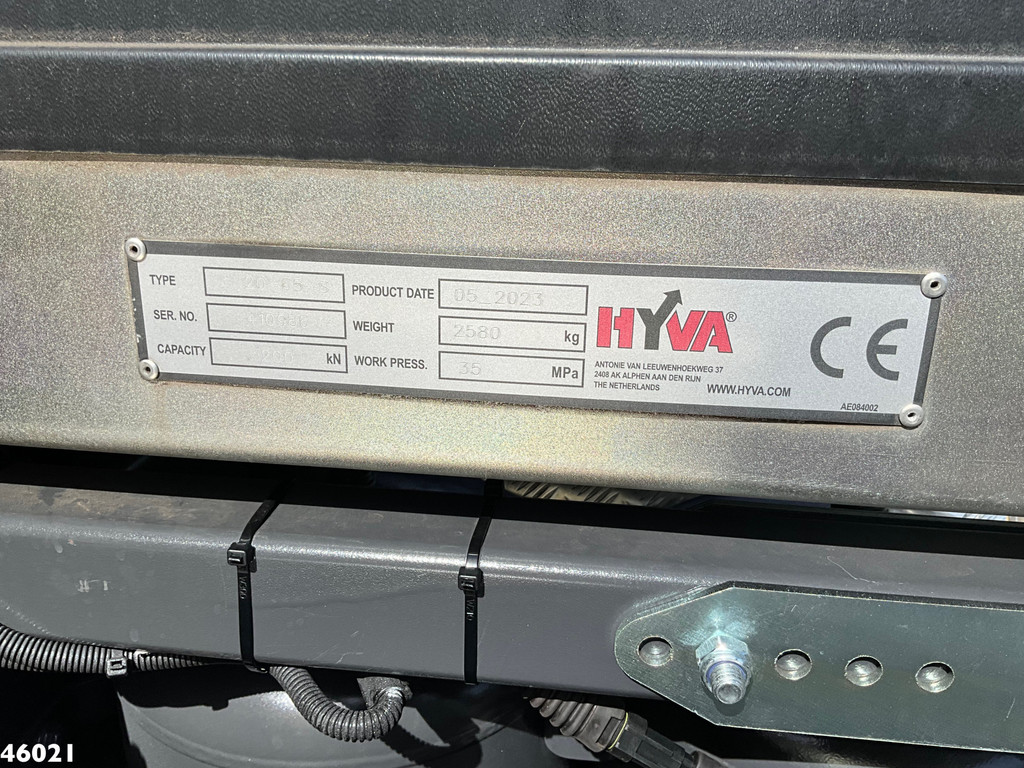 TYPE
SER. NO.
CAPACITY kN
PRODUCT DATE 05 2023
WEIGHT 2580 kg
WORK PRESS. 35 MPa
HYVA®
ANTONIE VAN LEEUWENHOEKWEG 37
2408 AK ALPHEN AAN DEN RIJN
THE NETHERLANDS
WWW.HYVA.COM
CE
AE084002
46021